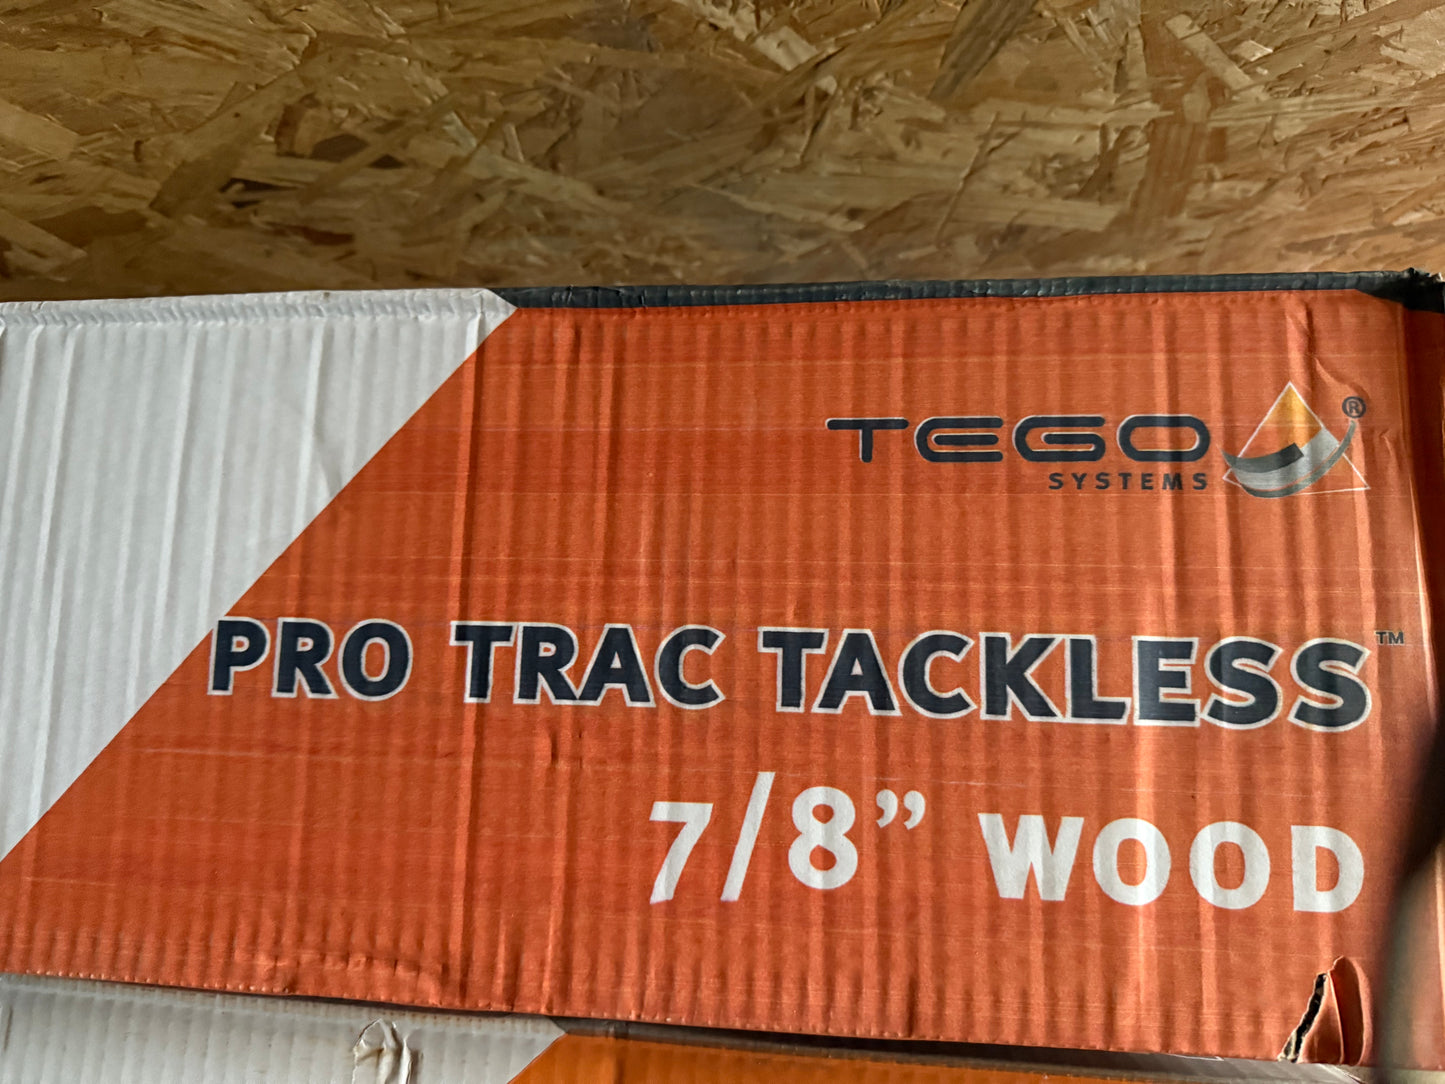 TEGO ®
SYSTEMS
PRO TRAC TACKLESS™
7/8” WOOD